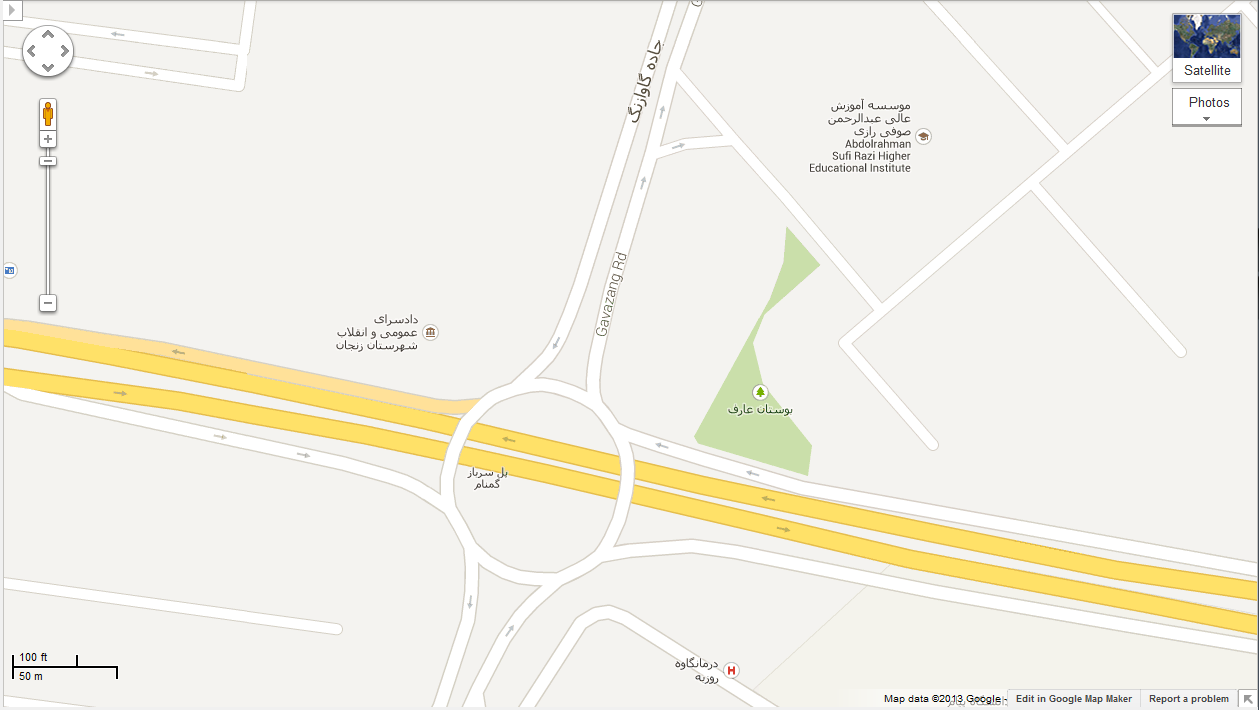 Satellite
Photos
جاده گاوازنگ
Gavazang Rd
موسسه آموزش
عالی عبدالرحمن
صوفی رازی
Abdolrahman
Sufi Razi Higher
Educational Institute
دادسرای
عمومی و انقلاب
شهرستان زنجان
بوستان عارف
پل سرباز
گمنام
درمانگاه
روزبه
100 ft
50 m
Map data ©2013 Google -
Edit in Google Map Maker
Report a problem